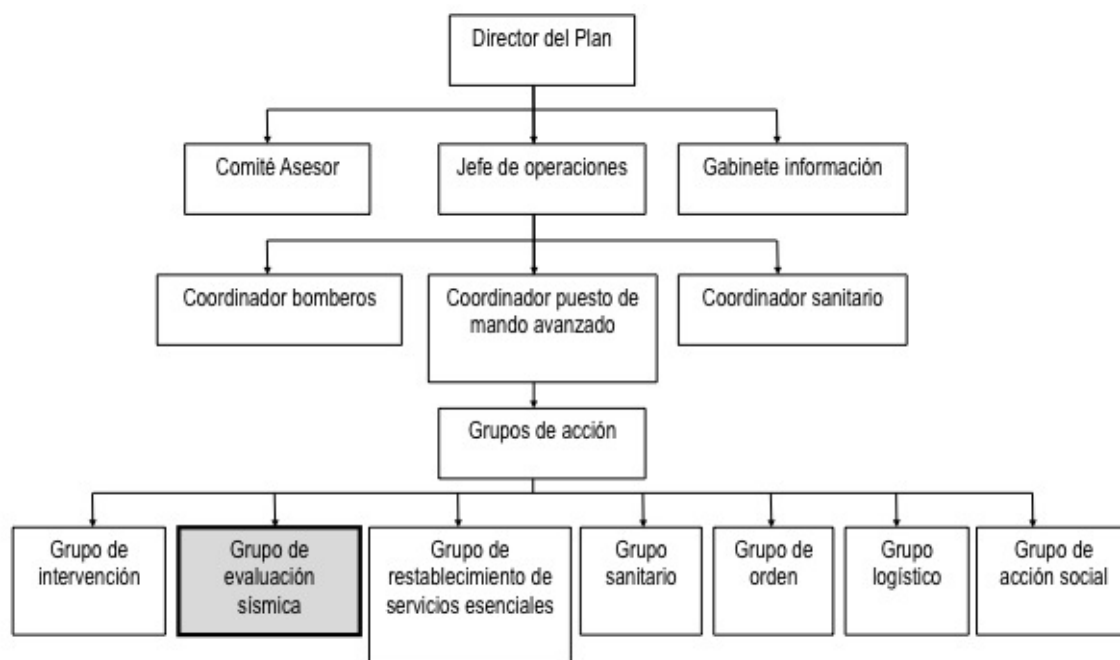 Director del Plan
Comité Asesor
Jefe de operaciones
Gabinete información
Coordinador bomberos
Coordinador puesto de
mando avanzado
Coordinador sanitario
Grupos de acción
Grupo de
intervención
Grupo de
evaluación
sísmica
Grupo de
restablecimiento de
servicios esenciales
Grupo
sanitario
Grupo de
orden
Grupo
logístico
Grupo de
acción social